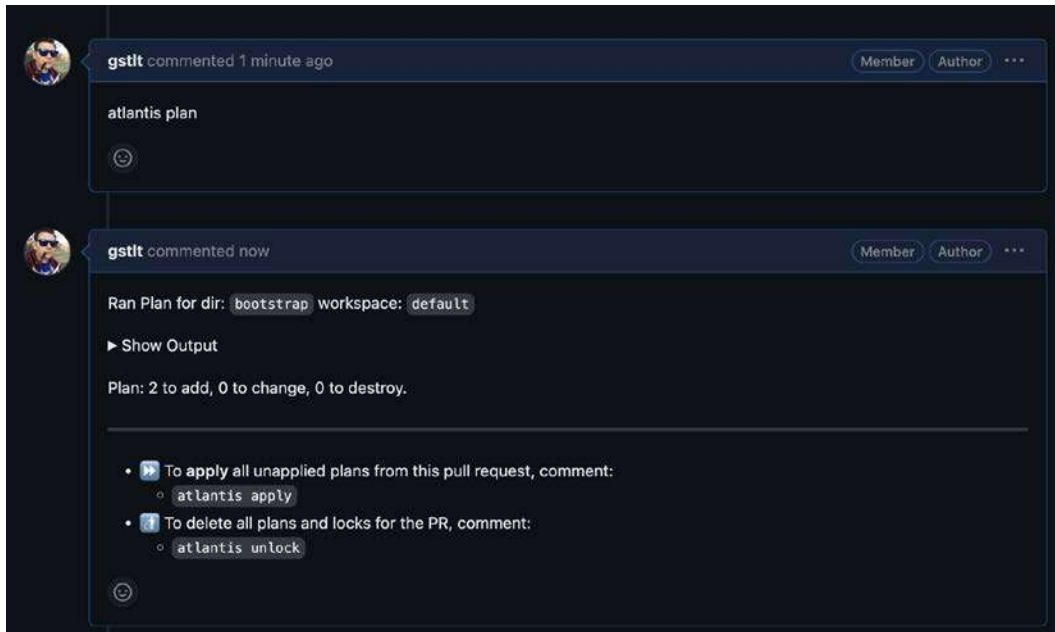 gstlt commented 1 minute ago Member Author
atlantis plan
gstlt commented now Member Author
Ran Plan for dir: bootstrap workspace: default
Show Output
Plan: 2 to add, 0 to change, 0 to destroy.
To apply all unapplied plans from this pull request, comment:
atlantis apply
To delete all plans and locks for the PR, comment:
atlantis unlock